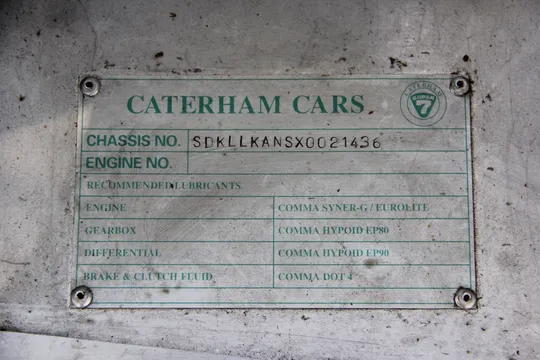 CATERHAM CARS
CATERHAM
SUPER
7
CHASSIS NO. SDKLLKANSX0021436
ENGINE NO.
RECOMMENDED LUBRICANTS
ENGINE COMMA SYNER-G / EUROLITE
GEARBOX COMMA HYPOID EP80
DIFFERENTIAL COMMA HYPOID EP90
BRAKE & CLUTCH FLUID COMMA DOT 4